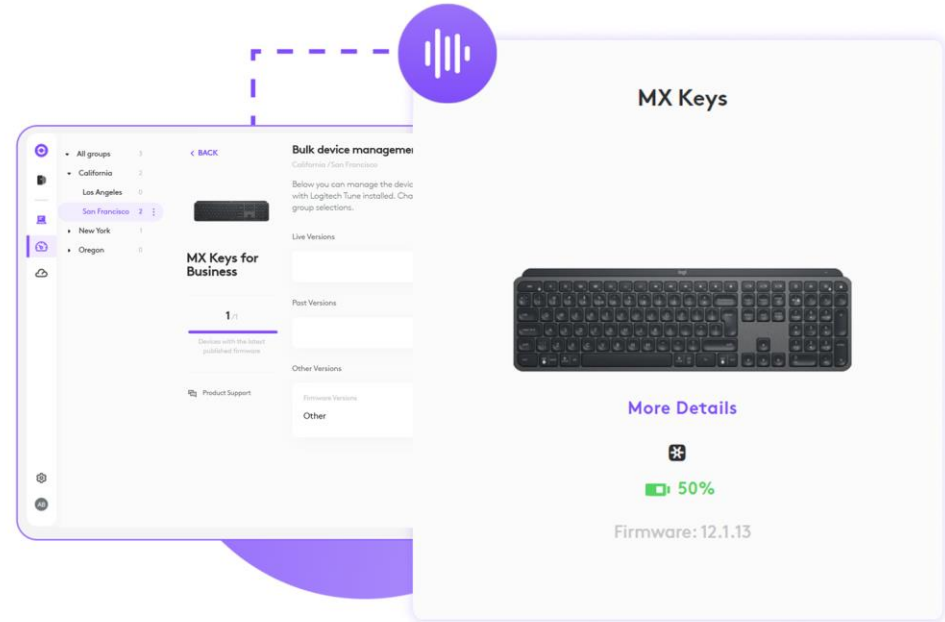 All groups 3
California 2
Los Angeles 0
San Francisco 2
New York 1
Oregon 0
AB
< BACK
MX Keys for
Business
1/1
Devices with the latest
published firmware
Product Support
Bulk device managemen
California / San Francisco
Below you can manage the devic
with Logitech Tune installed. Cha
group selections.
Live Versions
Past Versions
Other Versions
Firmware Versions
Other
MX Keys
logi
More Details
50%
Firmware: 12.1.13